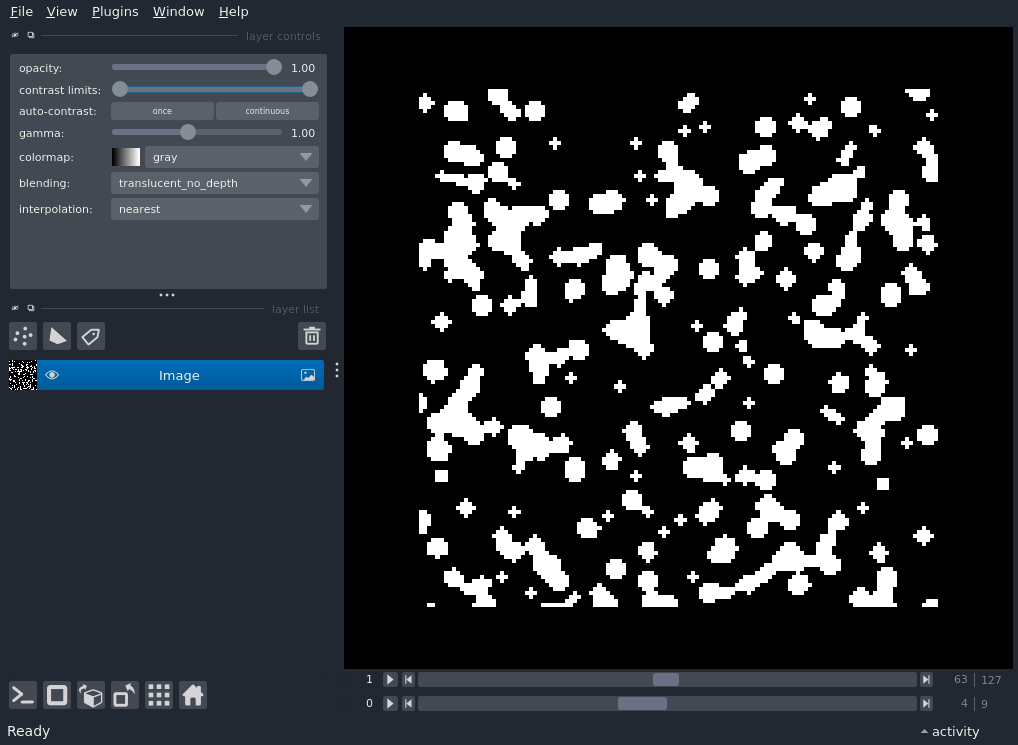 File View Plugins Window Help
layer controls
opacity: 1.00
contrast limits:
auto-contrast: once continuous
gamma: 1.00
colormap: gray
blending: translucent_no_depth
interpolation: nearest
layer list
Image
1 63 127
0 4 9
Ready activity